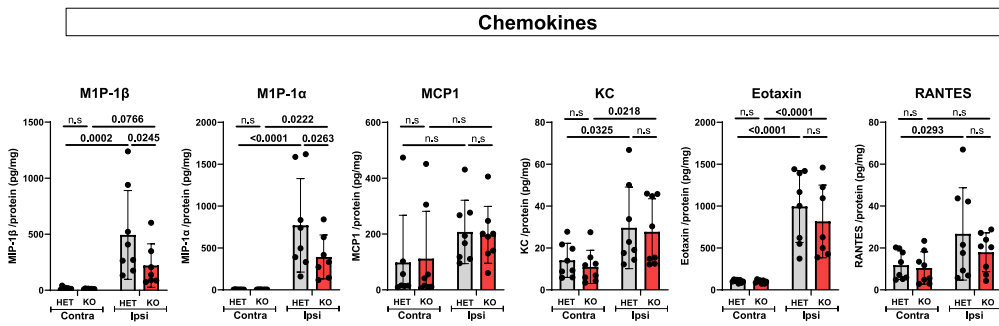 Chemokines
M1P-1β
MIP-1β /protein (pg/mg)
1500
1000
500
0
n.s
0.0766
0.0002
0.0245
HET
KO
HET
KO
Contra
Ipsi
M1P-1α
MIP-1α /protein (pg/mg)
2000
1500
1000
500
0
n.s
0.0222
<0.0001
0.0263
HET
KO
HET
KO
Contra
Ipsi
MCP1
MCP1 /protein (pg/mg)
600
400
200
0
n.s
n.s
n.s
n.s
HET
KO
HET
KO
Contra
Ipsi
KC
KC /protein (pg/mg)
80
60
40
20
0
n.s
0.0218
0.0325
n.s
HET
KO
HET
KO
Contra
Ipsi
Eotaxin
Eotaxin /protein (pg/mg)
2000
1500
1000
500
0
n.s
<0.0001
<0.0001
n.s
HET
KO
HET
KO
Contra
Ipsi
RANTES
RANTES /protein (pg/mg)
80
60
40
20
0
n.s
n.s
0.0293
n.s
HET
KO
HET
KO
Contra
Ipsi